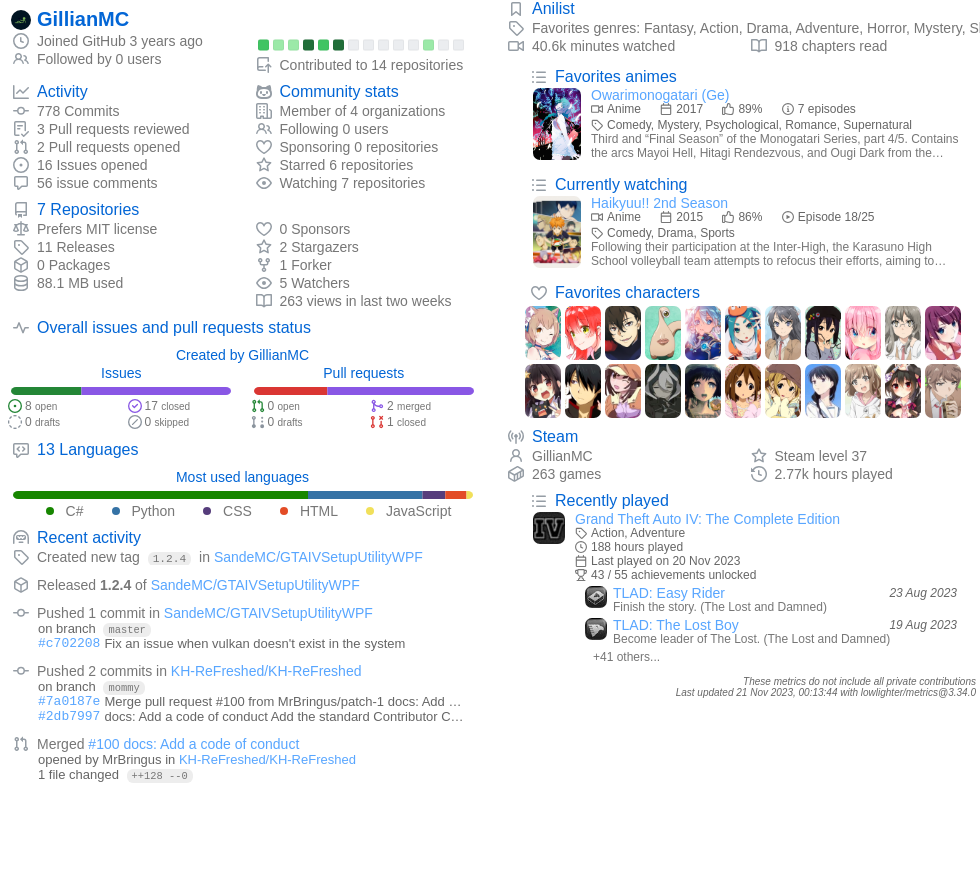 GillianMC
Joined GitHub 3 years ago
Followed by 0 users
Contributed to 14 repositories
Activity
778 Commits
3 Pull requests reviewed
2 Pull requests opened
16 Issues opened
56 issue comments
Community stats
Member of 4 organizations
Following 0 users
Sponsoring 0 repositories
Starred 6 repositories
Watching 7 repositories
7 Repositories
Prefers MIT license
11 Releases
0 Packages
88.1 MB used
0 Sponsors
2 Stargazers
1 Forker
5 Watchers
263 views in last two weeks
Overall issues and pull requests status
Created by GillianMC
Issues
8 open
17 closed
0 drafts
0 skipped
Pull requests
0 open
2 merged
0 drafts
1 closed
13 Languages
Most used languages
C# Python CSS HTML JavaScript
Recent activity
Created new tag 1.2.4 in SandeMC/GTAIVSetupUtilityWPF
Released 1.2.4 of SandeMC/GTAIVSetupUtilityWPF
Pushed 1 commit in SandeMC/GTAIVSetupUtilityWPF
on branch master
#c702208 Fix an issue when vulkan doesn't exist in the system
Pushed 2 commits in KH-ReFreshed/KH-ReFreshed
on branch mommy
#7a0187e Merge pull request #100 from MrBringus/patch-1 docs: Add …
#2db7997 docs: Add a code of conduct Add the standard Contributor C…
Merged #100 docs: Add a code of conduct
opened by MrBringus in KH-ReFreshed/KH-ReFreshed
1 file changed ++128 --0
Anilist
Favorites genres: Fantasy, Action, Drama, Adventure, Horror, Mystery, S
40.6k minutes watched
918 chapters read
Favorites animes
Owarimonogatari (Ge)
Anime 2017 89% 7 episodes
Comedy, Mystery, Psychological, Romance, Supernatural
Third and “Final Season” of the Monogatari Series, part 4/5. Contains
the arcs Mayoi Hell, Hitagi Rendezvous, and Ougi Dark from the…
Currently watching
Haikyuu!! 2nd Season
Anime 2015 86% Episode 18/25
Comedy, Drama, Sports
Following their participation at the Inter-High, the Karasuno High
School volleyball team attempts to refocus their efforts, aiming to…
Favorites characters
Steam
GillianMC
Steam level 37
263 games
2.77k hours played
Recently played
IV
Grand Theft Auto IV: The Complete Edition
Action, Adventure
188 hours played
Last played on 20 Nov 2023
43 / 55 achievements unlocked
TLAD: Easy Rider 23 Aug 2023
Finish the story. (The Lost and Damned)
TLAD: The Lost Boy 19 Aug 2023
Become leader of The Lost. (The Lost and Damned)
+41 others...
These metrics do not include all private contributions
Last updated 21 Nov 2023, 00:13:44 with lowlighter/metrics@3.34.0